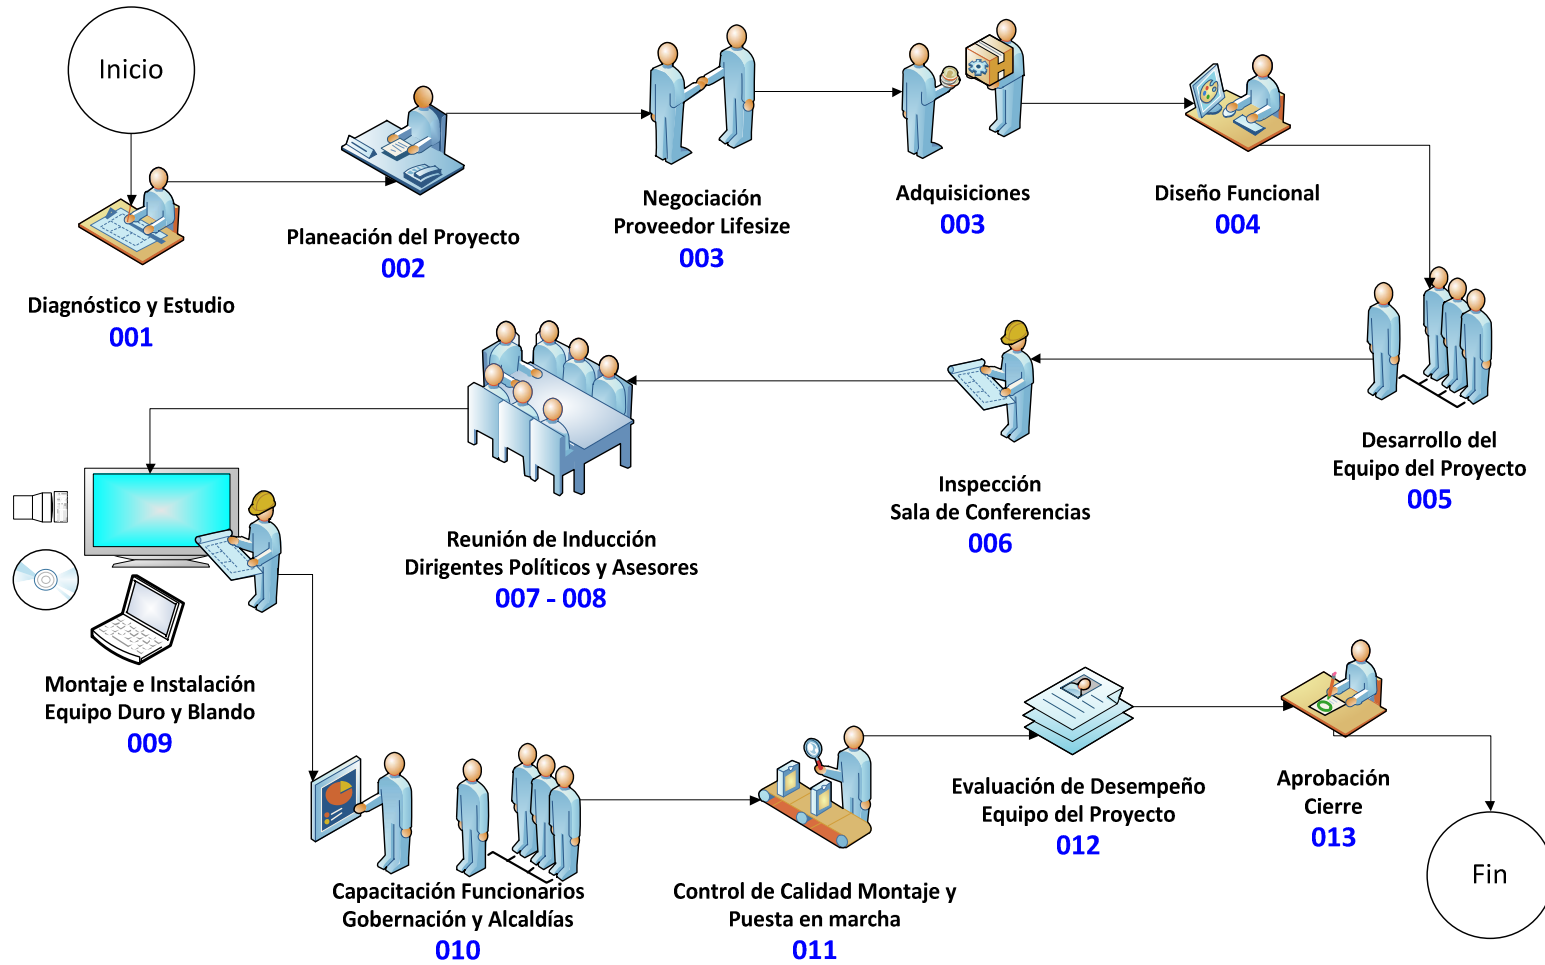 Inicio
Diagnóstico y Estudio
001
Planeación del Proyecto
002
Negociación
Proveedor Lifesize
003
Adquisiciones
003
Diseño Funcional
004
Desarrollo del
Equipo del Proyecto
005
Inspección
Sala de Conferencias
006
Reunión de Inducción
Dirigentes Políticos y Asesores
007 - 008
Montaje e Instalación
Equipo Duro y Blando
009
Capacitación Funcionarios
Gobernación y Alcaldías
010
Control de Calidad Montaje y
Puesta en marcha
011
Evaluación de Desempeño
Equipo del Proyecto
012
Aprobación
Cierre
013
Fin